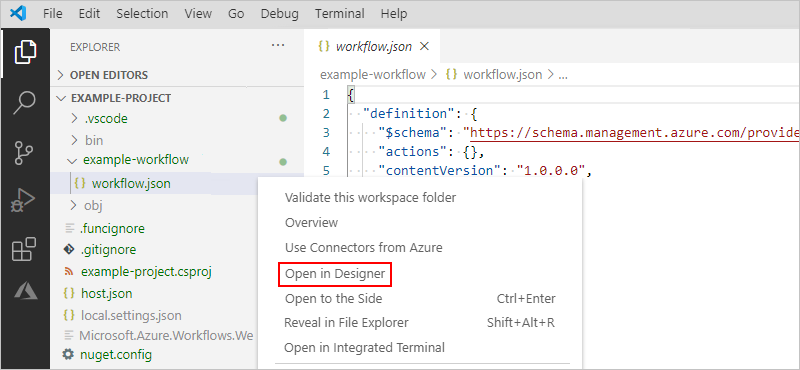 File Edit Selection View Go Debug Terminal Help
EXPLORER ...
OPEN EDITORS
EXAMPLE-PROJECT
.vscode
bin
example-workflow
{} workflow.json
obj
.funcignore
.gitignore
example-project.csproj
{} host.json
{} local.settings.json
Microsoft.Azure.Workflows.We
nuget.config
{} workflow.json ×
example-workflow > {} workflow.json > ...
1 {
2 "definition": {
3 "$schema": "https://schema.management.azure.com/provide
4 "actions": {},
5 "contentVersion": "1.0.0.0",
Validate this workspace folder
Overview
Use Connectors from Azure
Open in Designer
Open to the Side Ctrl+Enter
Reveal in File Explorer Shift+Alt+R
Open in Integrated Terminal